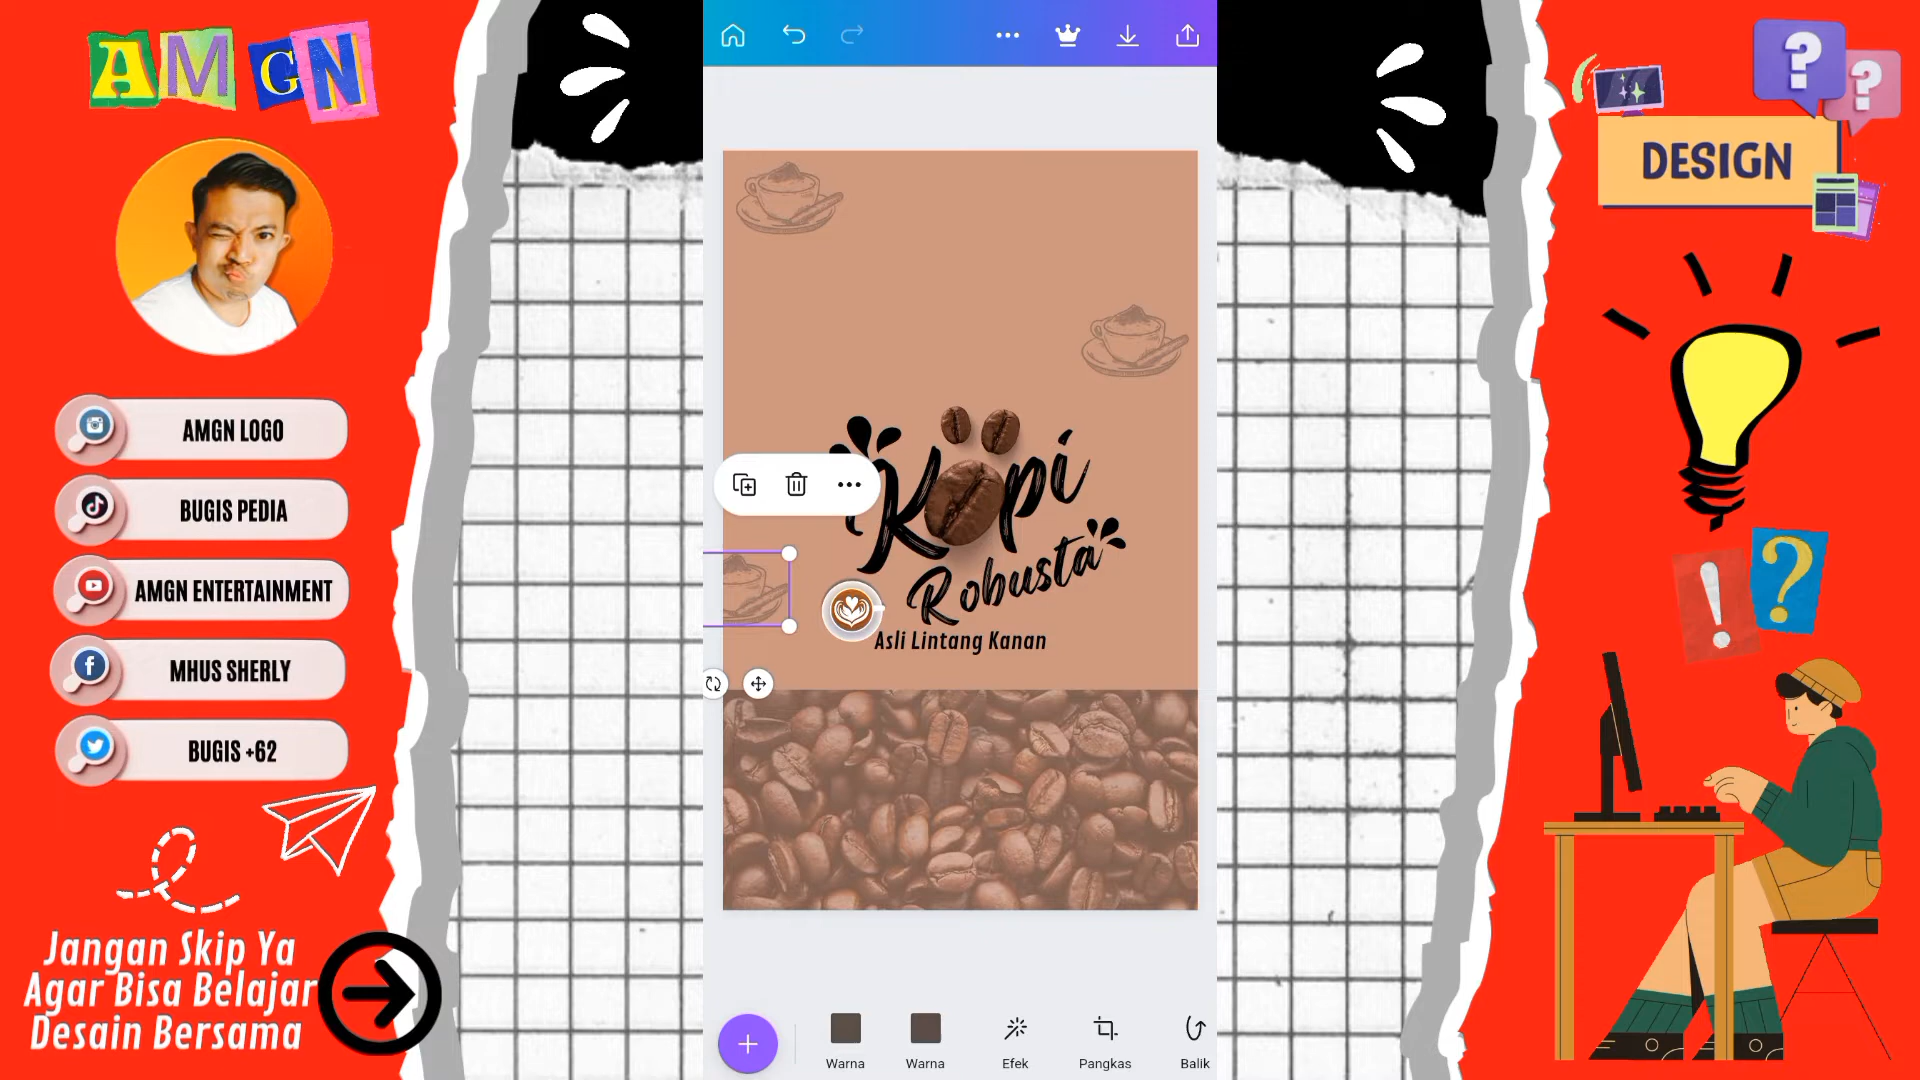 AMGN
AMGN LOGO
BUGIS PEDIA
AMGN ENTERTAINMENT
MHUS SHERLY
f
BUGIS +62
Jangan Skip Ya
Agar Bisa Belajar
Desain Bersama
Kopi
Robusta
Asli Lintang Kanan
Warna
Warna
Efek
Pangkas
Balik
? ?
DESIGN
! ?